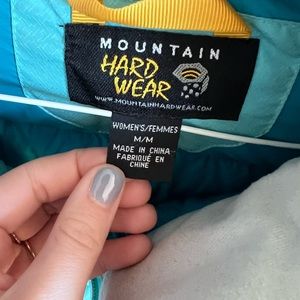 MOUNTAIN
HARD
WEAR
WWW.MOUNTAINHARDWEAR.COM
WOMEN'S/FEMMES
M/M
MADE IN CHINA
FABRIQUÉ EN
CHINE